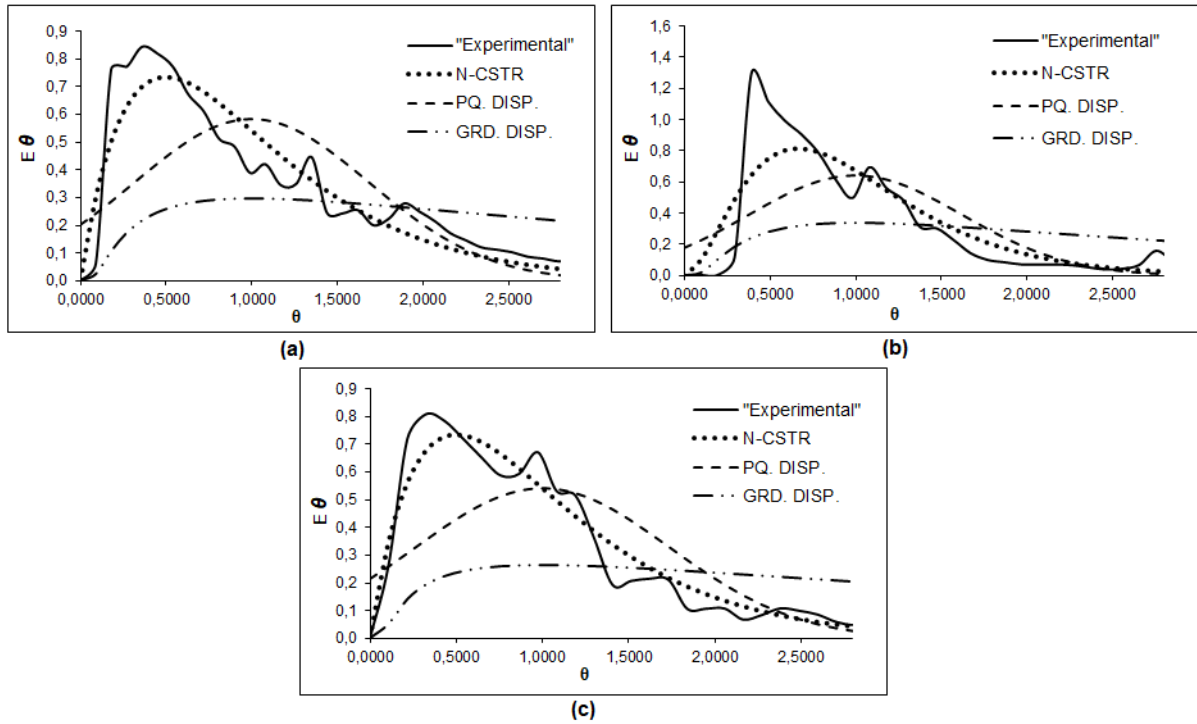 0,9
0,8
0,7
0,6
0,5
0,4
0,3
0,2
0,1
0,0
E θ
0,0000 0,5000 1,0000 1,5000 2,0000 2,5000
θ
"Experimental"
N-CSTR
PQ. DISP.
GRD. DISP.
(a)
1,6
1,4
1,2
1,0
0,8
0,6
0,4
0,2
0,0
E θ
0,0000 0,5000 1,0000 1,5000 2,0000 2,5000
θ
"Experimental"
N-CSTR
PQ. DISP.
GRD. DISP.
(b)
0,9
0,8
0,7
0,6
0,5
0,4
0,3
0,2
0,1
0,0
E θ
0,0000 0,5000 1,0000 1,5000 2,0000 2,5000
θ
"Experimental"
N-CSTR
PQ. DISP.
GRD. DISP.
(c)